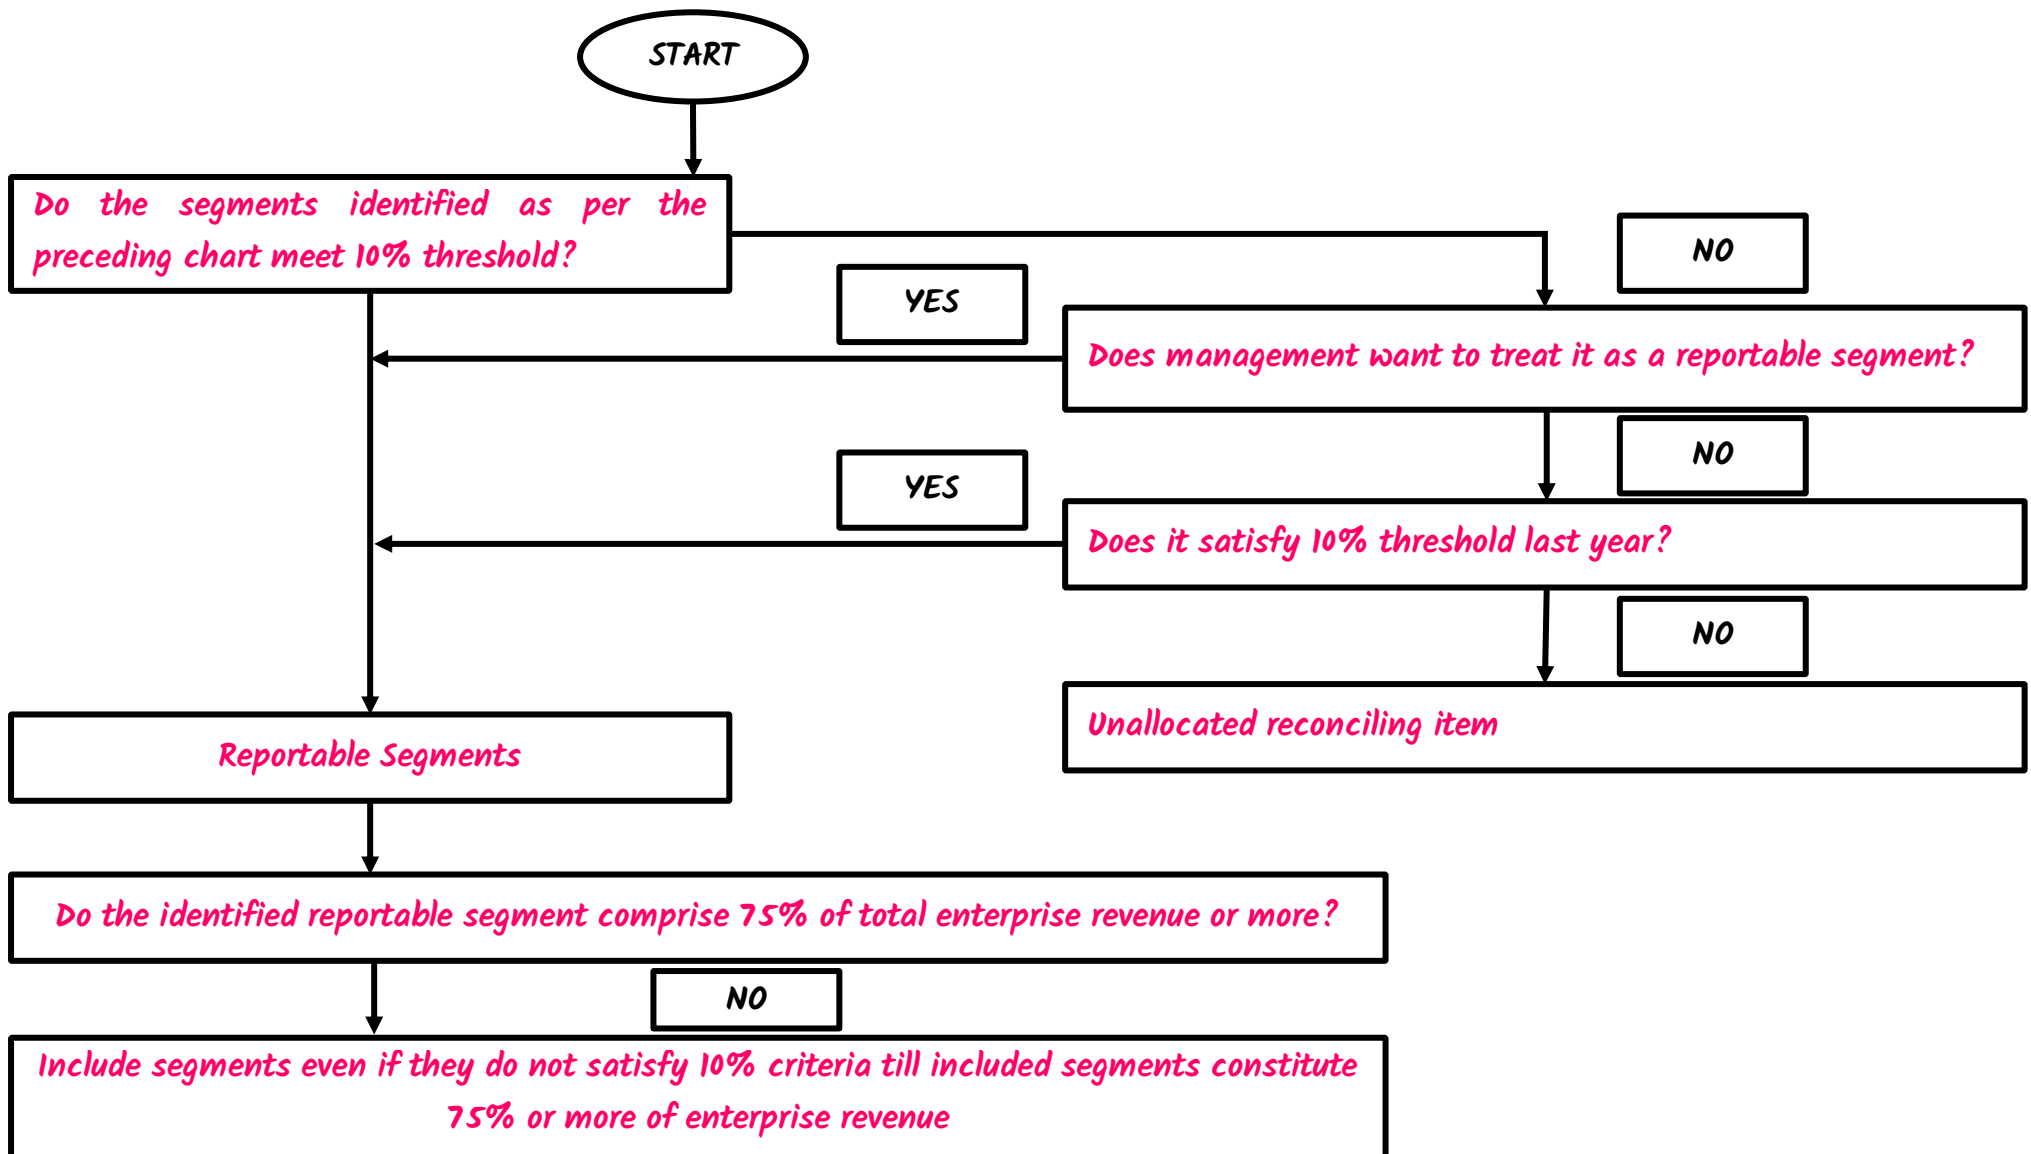 START
Do the segments identified as per the
preceding chart meet 10% threshold?
NO
YES
Does management want to treat it as a reportable segment?
NO
YES
Does it satisfy 10% threshold last year?
NO
Unallocated reconciling item
Reportable Segments
Do the identified reportable segment comprise 75% of total enterprise revenue or more?
NO
Include segments even if they do not satisfy 10% criteria till included segments constitute
75% or more of enterprise revenue